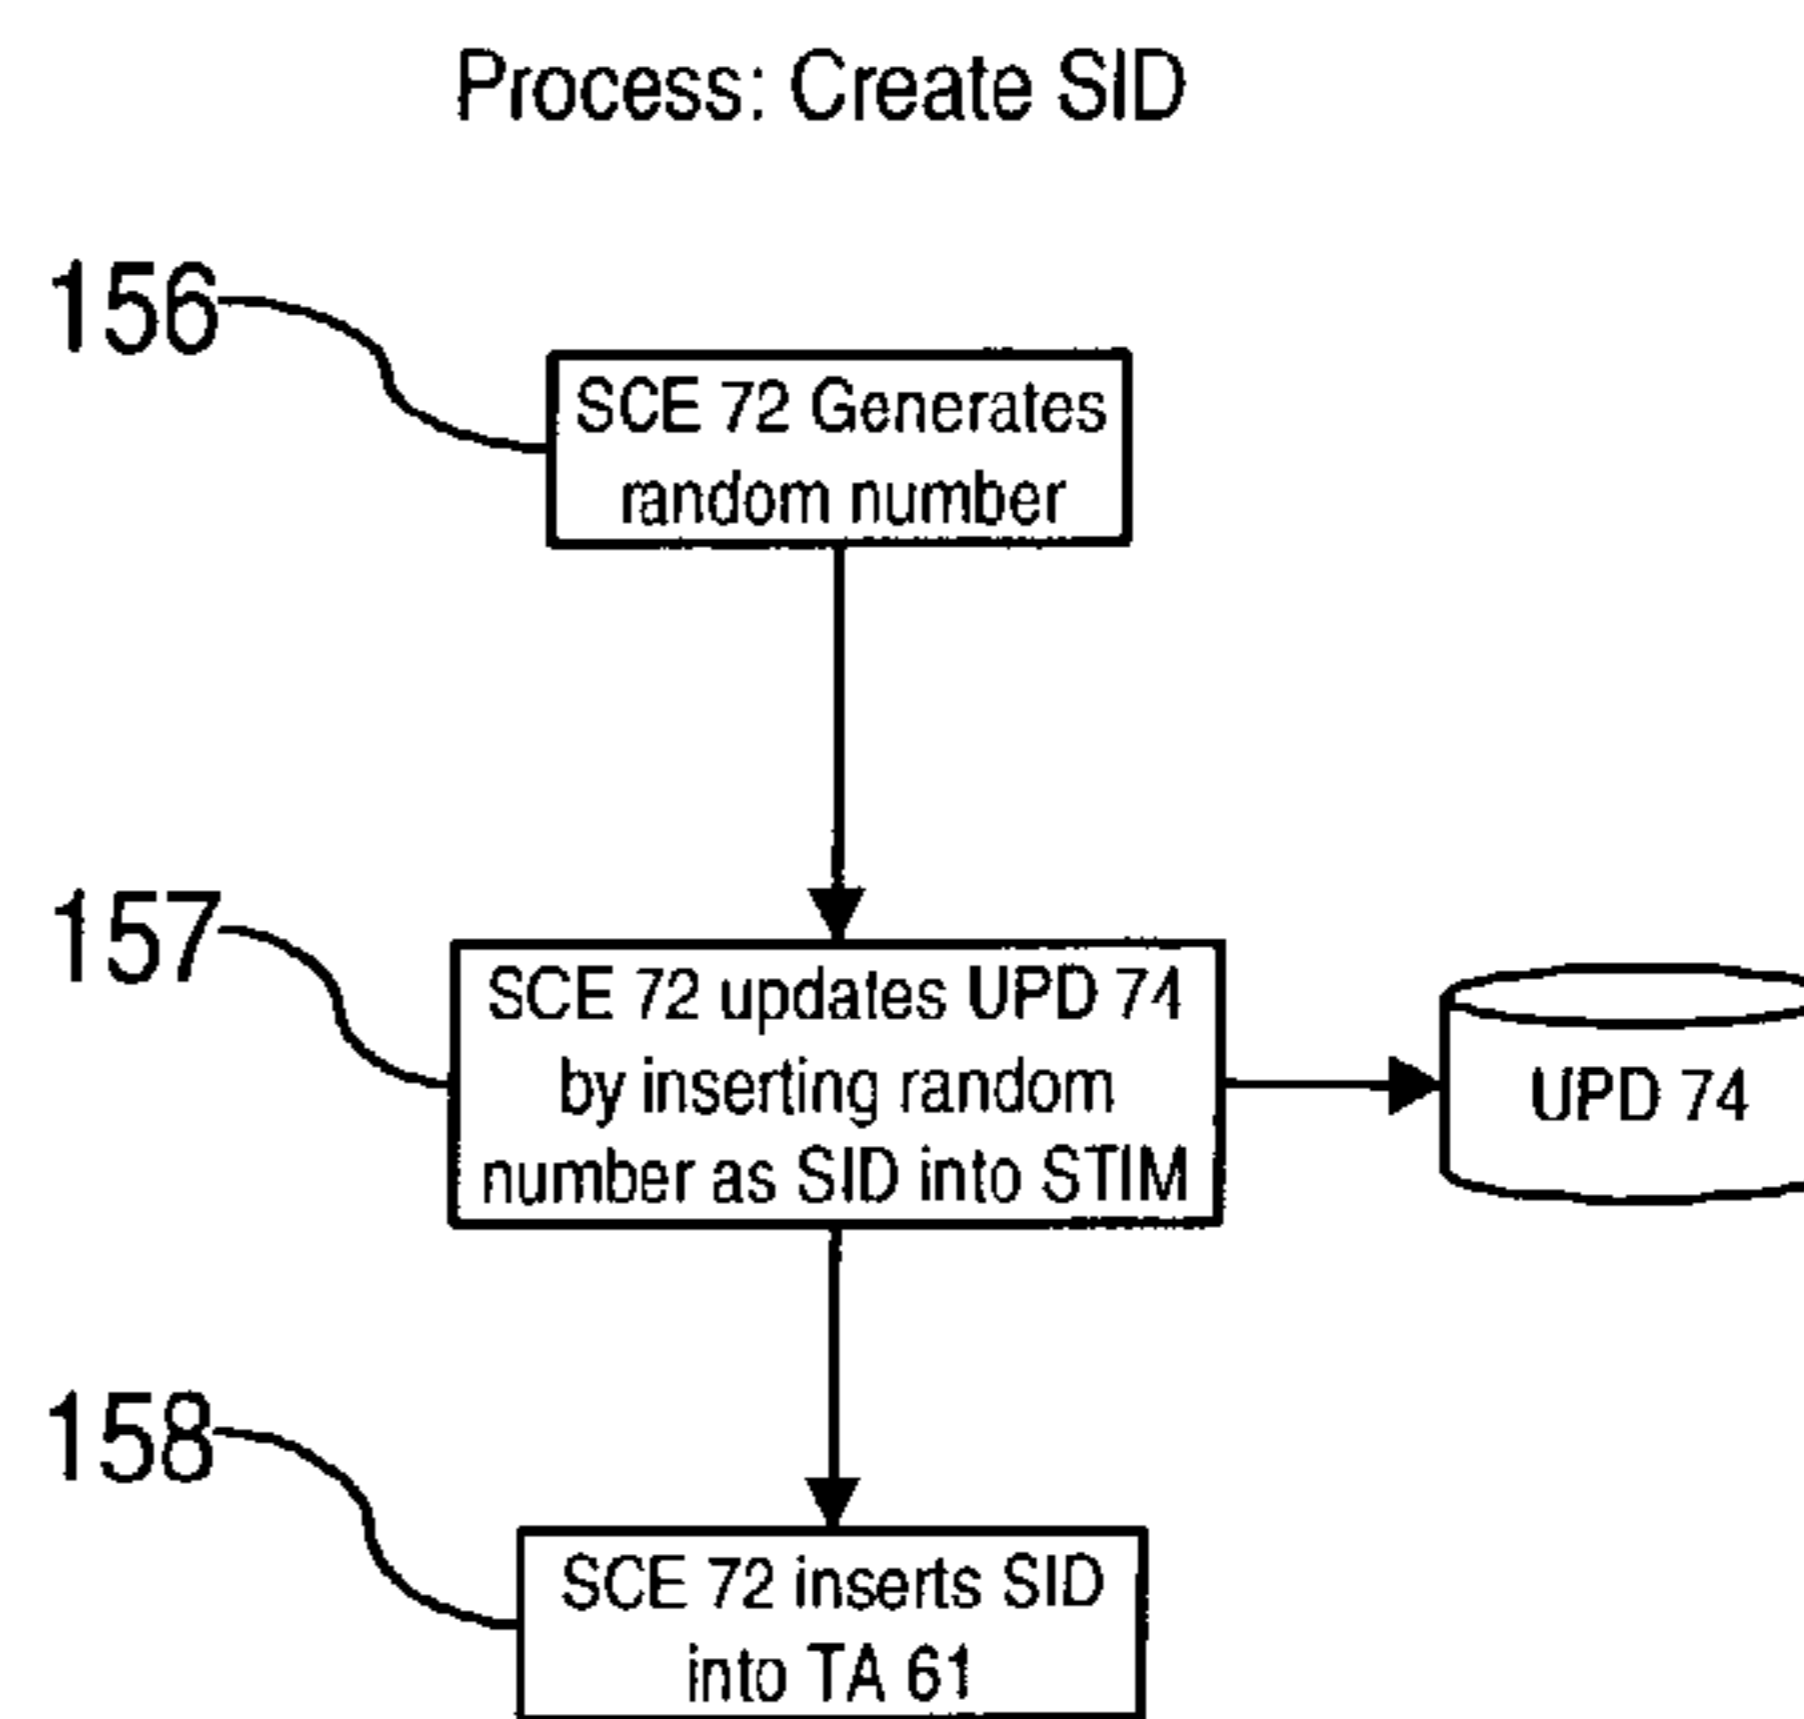 Process: Create SID
156
SCE 72 Generates
random number
157
SCE 72 updates UPD 74
by inserting random
number as SID into STIM
UPD 74
158
SCE 72 inserts SID
into TA 61